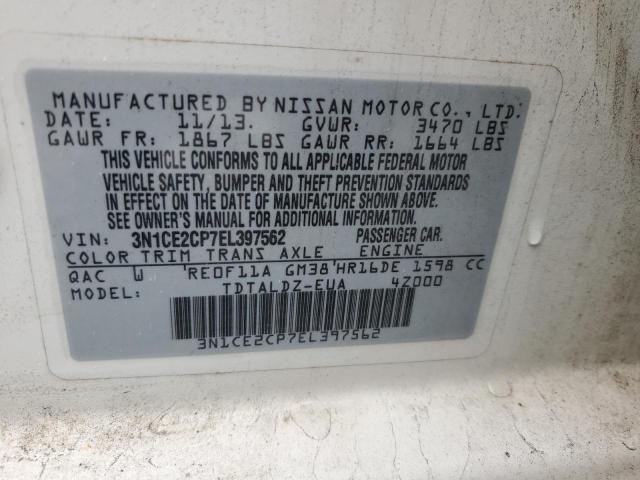 MANUFACTURED BY NISSAN MOTOR CO., LTD.
DATE: 11/13. GVWR: 3470 LBS
GAWR FR: 1867 LBS GAWR RR: 1664 LBS
THIS VEHICLE CONFORMS TO ALL APPLICABLE FEDERAL MOTOR
VEHICLE SAFETY, BUMPER AND THEFT PREVENTION STANDARDS
IN EFFECT ON THE DATE OF MANUFACTURE SHOWN ABOVE.
SEE OWNER'S MANUAL FOR ADDITIONAL INFORMATION.
VIN: 3N1CE2CP7EL397562 PASSENGER CAR.
COLOR TRIM TRANS AXLE ENGINE
QAC W 'RE0F11A GM38'HR16DE 1598 CC
MODEL: TDTALDZ-EUA 4Z000
3N1CE2CP7EL397562